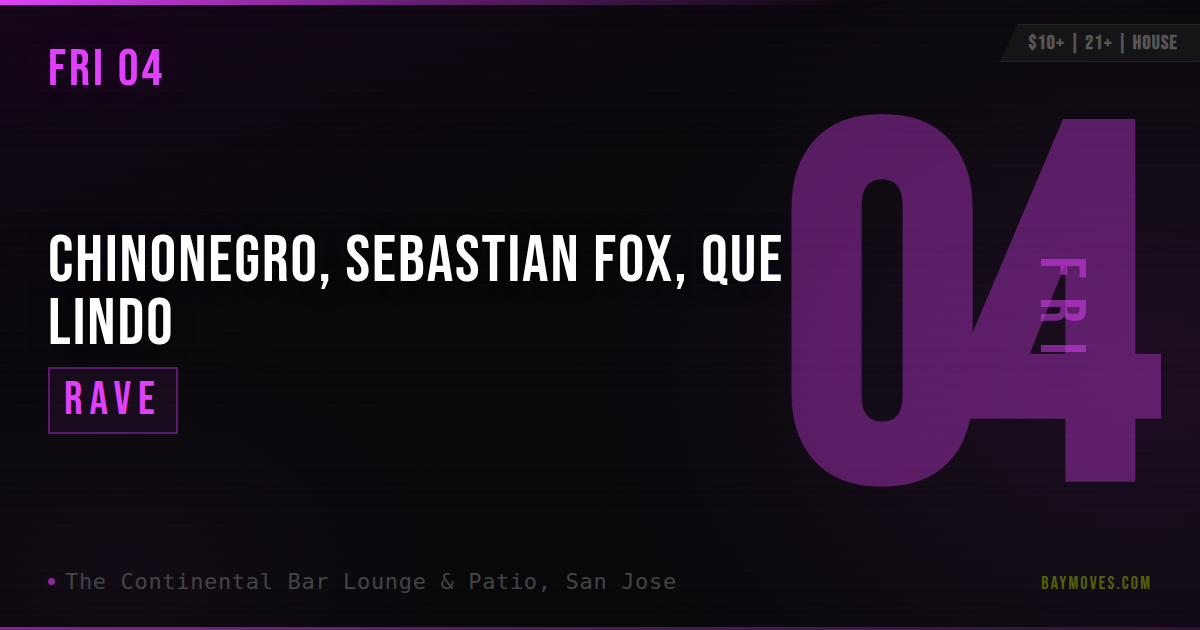 FRI 04
$10+ | 21+ | HOUSE
04
FRI
CHINONEGRO, SEBASTIAN FOX, QUE
LINDO
RAVE
The Continental Bar Lounge & Patio, San Jose
BAYMOVES.COM